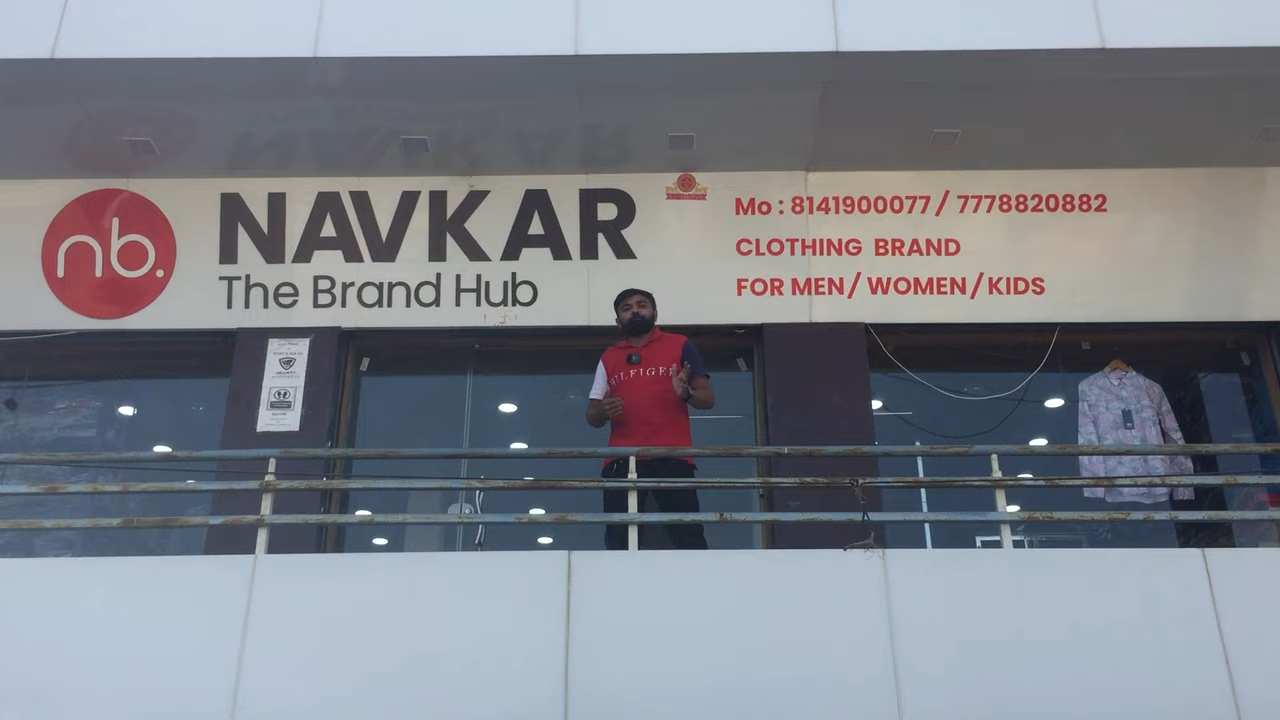 nb.
NAVKAR
The Brand Hub
Mo : 8141900077 / 7778820882
CLOTHING BRAND
FOR MEN / WOMEN / KIDS
HILFIGER